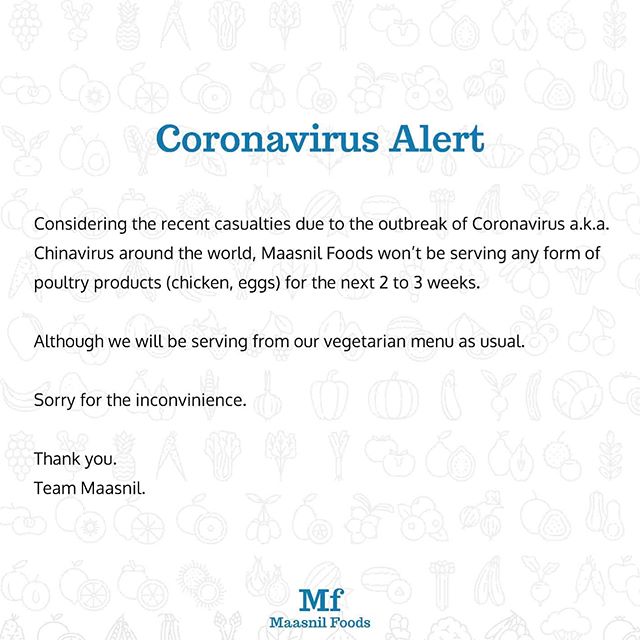 Coronavirus Alert
Considering the recent casualties due to the outbreak of Coronavirus a.k.a.
Chinavirus around the world, Maasnil Foods won't be serving any form of
poultry products (chicken, eggs) for the next 2 to 3 weeks.
Although we will be serving from our vegetarian menu as usual.
Sorry for the inconvinience.
Thank you.
Team Maasnil.
Mf
Maasnil Foods